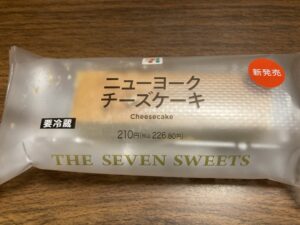 新発売
ニューヨーク
チーズケーキ
Cheesecake
要冷蔵
210円(税込226.80円)
THE SEVEN SWEETS